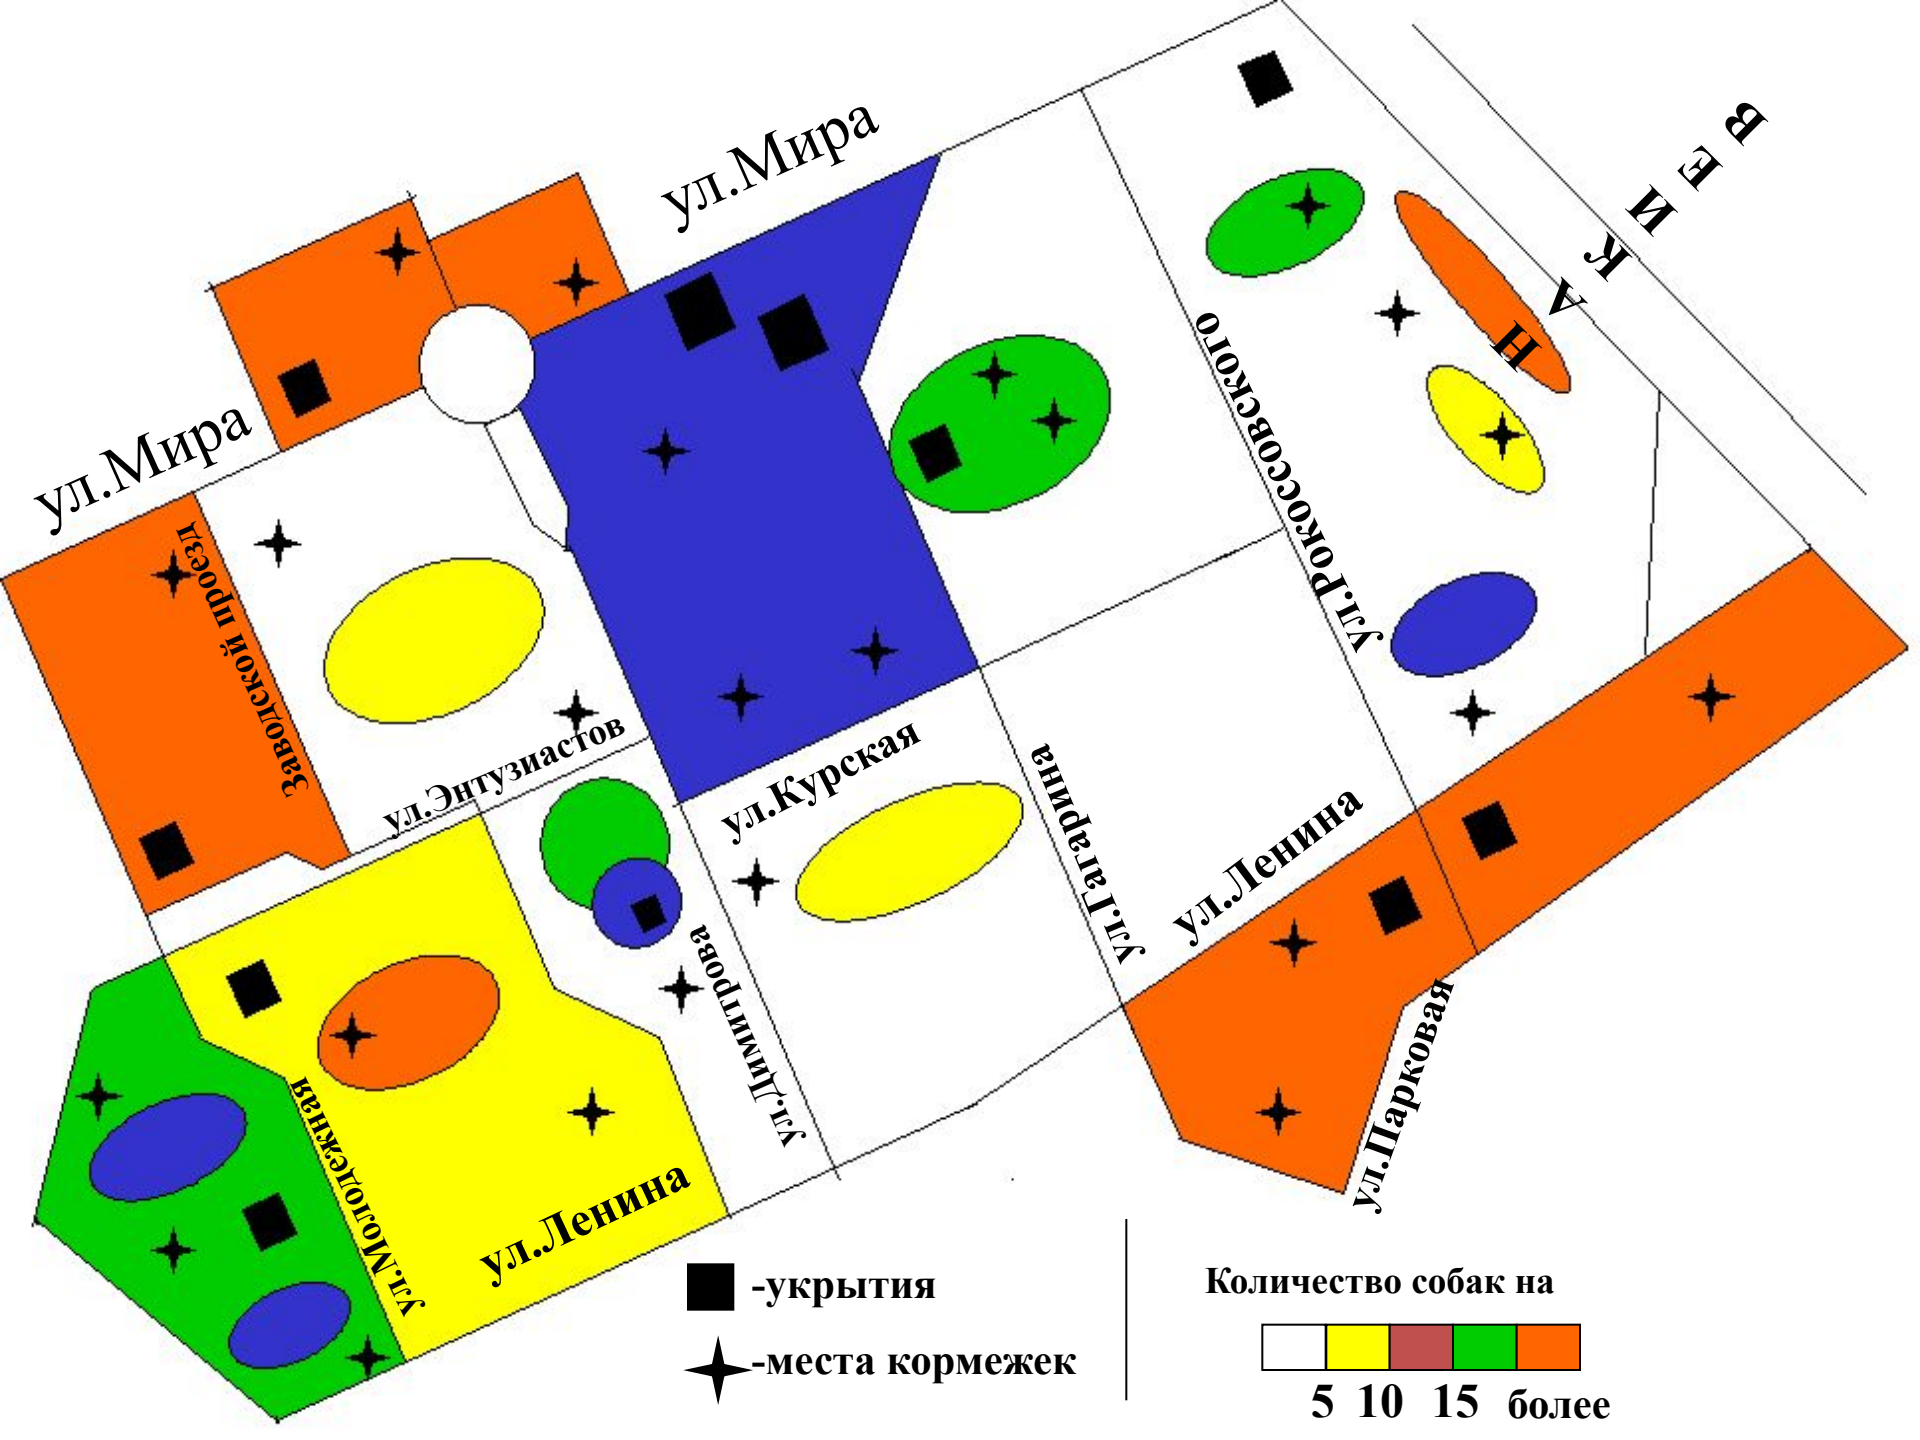 ул.Мира
ул.Мира
ВЕИКАН
Заводской проезд
ул.Рокоссовского
ул.Энтузиастов
ул.Курская
ул.Гагарина
ул.Ленина
ул.Димитрова
ул.Парковая
ул.Молодежная
ул.Ленина
-укрытия
-места кормежек
Количество собак на
5 10 15 более